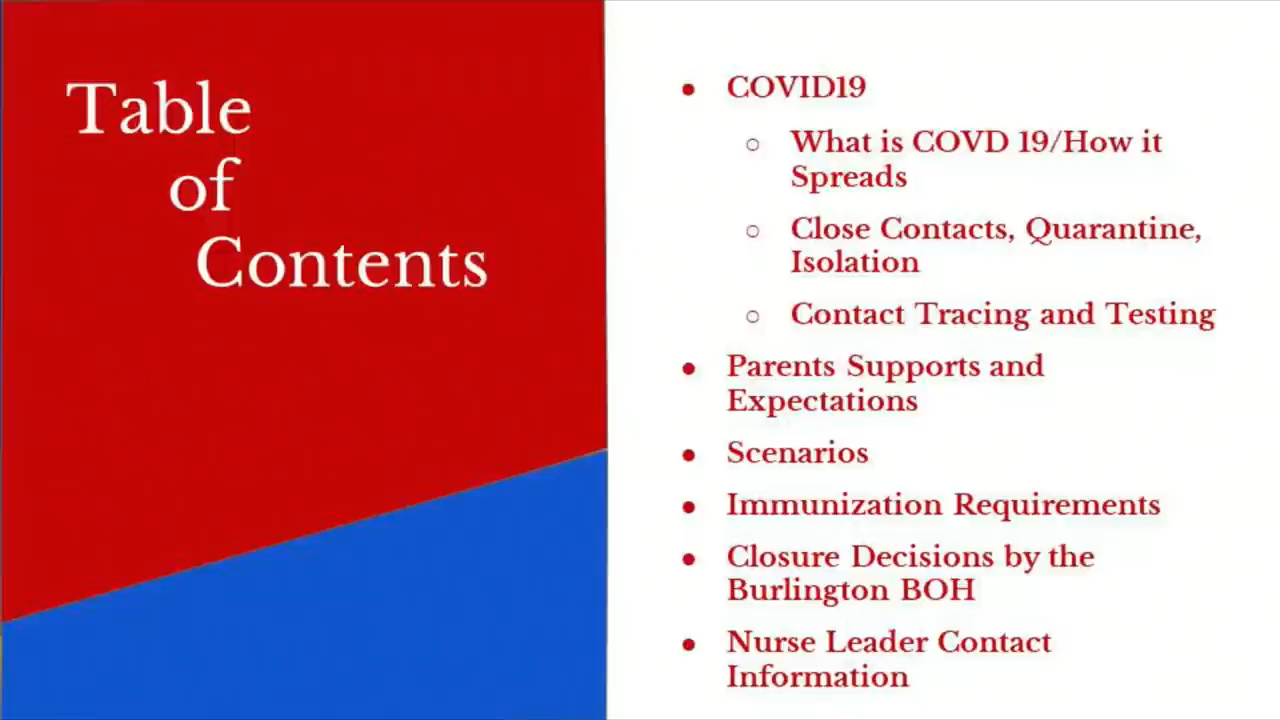 Table
of
Contents
● COVID19
○ What is COVD 19/How it
Spreads
○ Close Contacts, Quarantine,
Isolation
○ Contact Tracing and Testing
● Parents Supports and
Expectations
● Scenarios
● Immunization Requirements
● Closure Decisions by the
Burlington BOH
● Nurse Leader Contact
Information